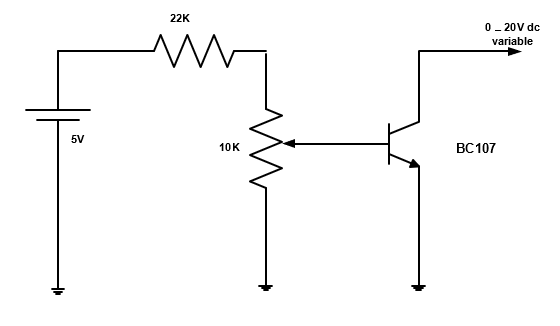 22K
0 – 20V dc
variable
5V
10K
BC107